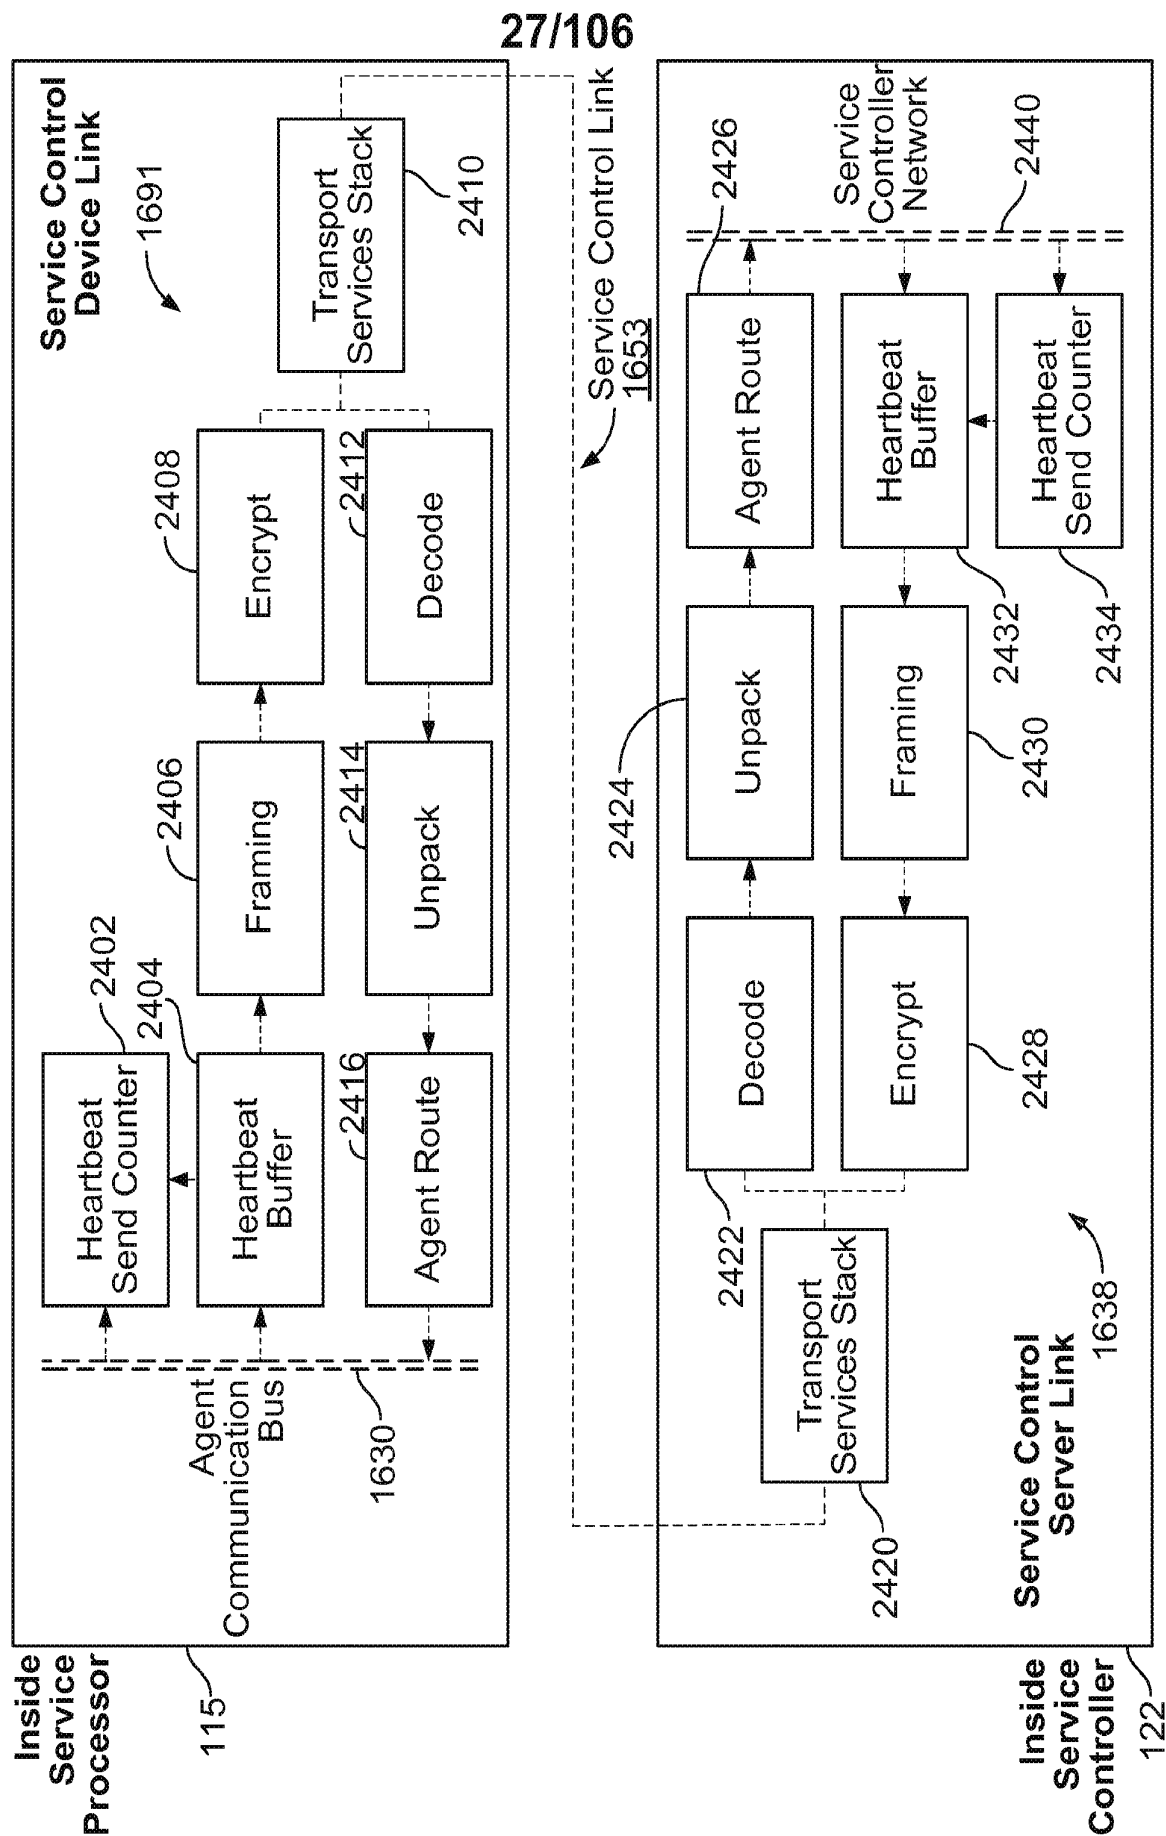 27/106
Inside
Service
Processor
115
Service Control
Device Link
1691
Agent
Communication
Bus
1630
Heartbeat
Send Counter
2402
Heartbeat
Buffer
2404
Framing
2406
Encrypt
2408
Transport
Services Stack
2410
Decode
2412
Unpack
2414
Agent Route
2416
Service Control Link
1653
Inside
Service
Controller
122
Service Control
Server Link
1638
Transport
Services Stack
2420
Decode
2422
Unpack
2424
Agent Route
2426
Encrypt
2428
Framing
2430
Heartbeat
Buffer
2432
Heartbeat
Send Counter
2434
Service
Controller
Network
2440